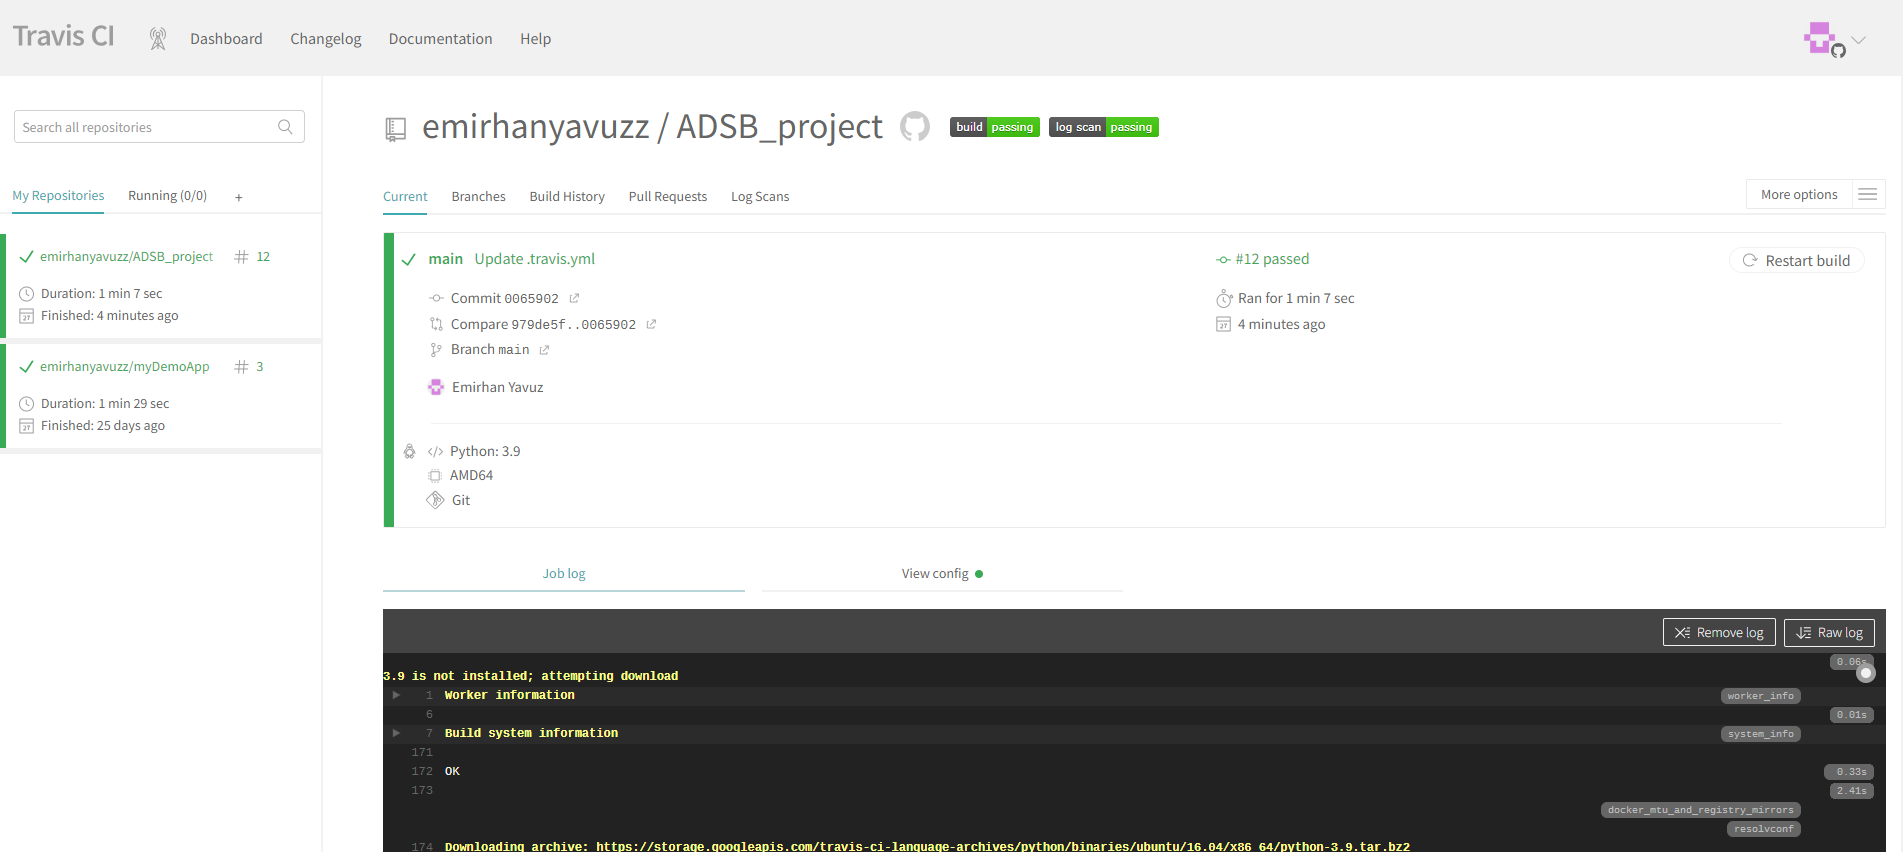 Travis CI
Dashboard
Changelog
Documentation
Help
Search all repositories
My Repositories
Running (0/0)
+
emirhanyavuzz/ADSB_project # 12
Duration: 1 min 7 sec
Finished: 4 minutes ago
emirhanyavuzz/myDemoApp # 3
Duration: 1 min 29 sec
Finished: 25 days ago
emirhanyavuzz / ADSB_project
build passing
log scan passing
Current
Branches
Build History
Pull Requests
Log Scans
More options
main Update .travis.yml
Commit 0065902
Compare 979de5f..0065902
Branch main
Emirhan Yavuz
#12 passed
Ran for 1 min 7 sec
4 minutes ago
Restart build
</> Python: 3.9
AMD64
Git
Job log
View config
Remove log
Raw log
0.06s
3.9 is not installed; attempting download
1 Worker information worker_info
6 0.01s
7 Build system information system_info
171
172 OK 0.33s
173 2.41s
docker_mtu_and_registry_mirrors
resolvconf
174 Downloading archive: https://storage.googleapis.com/travis-ci-language-archives/python/binaries/ubuntu/16.04/x86_64/python-3.9.tar.bz2